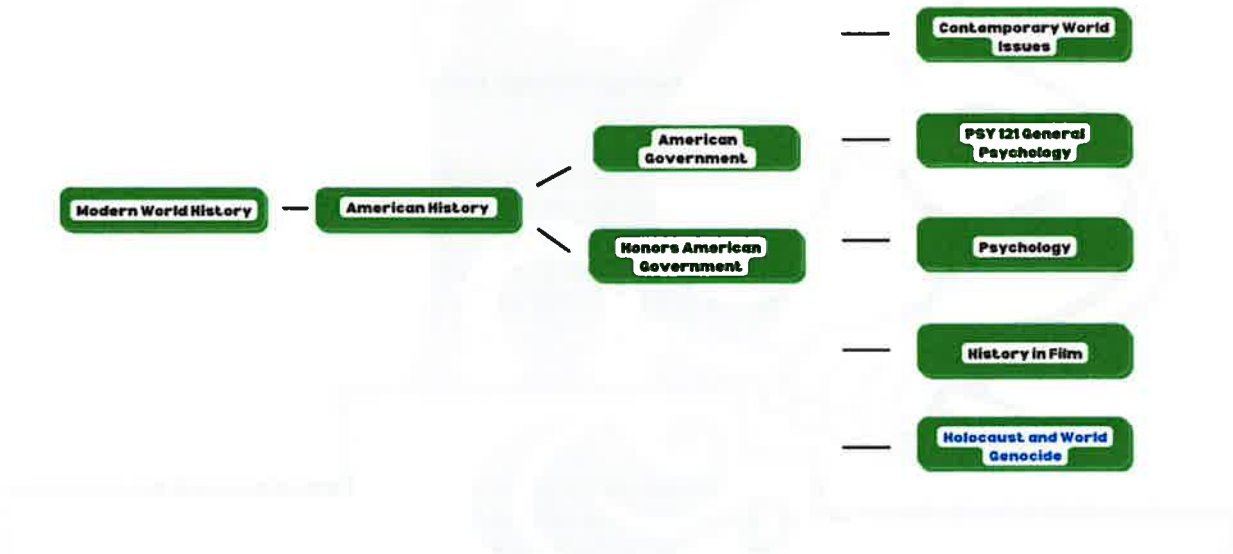 Modern World History
American History
American
Government
Honors American
Government
Contemporary World
Issues
PSY 121 General
Psychology
Psychology
History in Film
Holocaust and World
Genocide